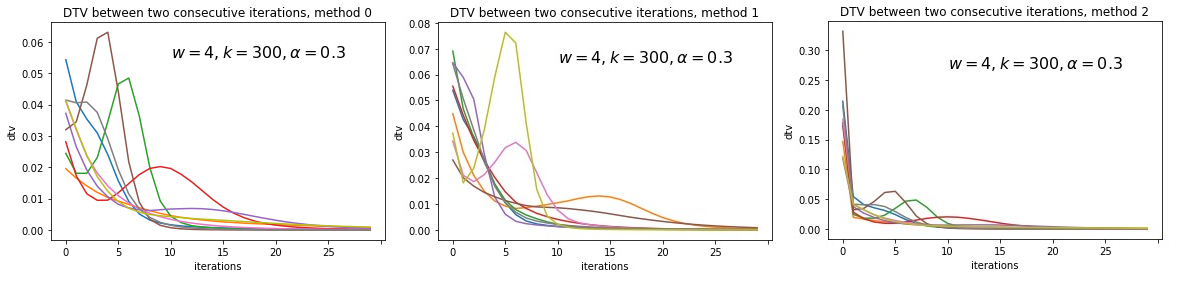 DTV between two consecutive iterations, method 0
w = 4, k = 300, α = 0.3
dtv
0.06
0.05
0.04
0.03
0.02
0.01
0.00
0 5 10 15 20 25
iterations
DTV between two consecutive iterations, method 1
w = 4, k = 300, α = 0.3
dtv
0.08
0.07
0.06
0.05
0.04
0.03
0.02
0.01
0.00
0 5 10 15 20 25
iterations
DTV between two consecutive iterations, method 2
w = 4, k = 300, α = 0.3
dtv
0.30
0.25
0.20
0.15
0.10
0.05
0.00
0 5 10 15 20 25
iterations